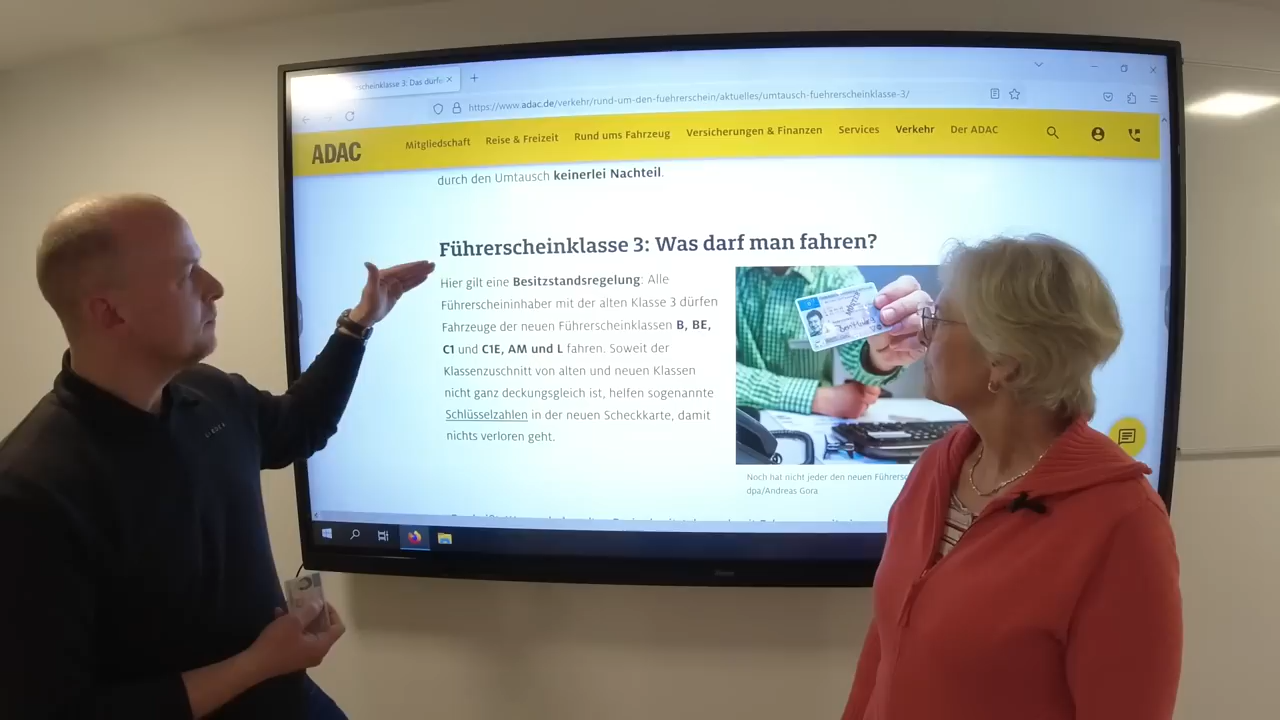 scheinklasse 3: Das dürfe
https://www.adac.de/verkehr/rund-um-den-fuehrerschein/aktuelles/umtausch-fuehrerscheinklasse-3/
ADAC
Mitgliedschaft Reise & Freizeit Rund ums Fahrzeug Versicherungen & Finanzen Services Verkehr Der ADAC
durch den Umtausch keinerlei Nachteil.
Führerscheinklasse 3: Was darf man fahren?
Hier gilt eine Besitzstandsregelung: Alle
Führerscheininhaber mit der alten Klasse 3 dürfen
Fahrzeuge der neuen Führerscheinklassen B, BE,
C1 und C1E, AM und L fahren. Soweit der
Klassenzuschnitt von alten und neuen Klassen
nicht ganz deckungsgleich ist, helfen sogenannte
Schlüsselzahlen in der neuen Scheckkarte, damit
nichts verloren geht.
Noch hat nicht jeder den neuen Führersc
dpa/Andreas Gora